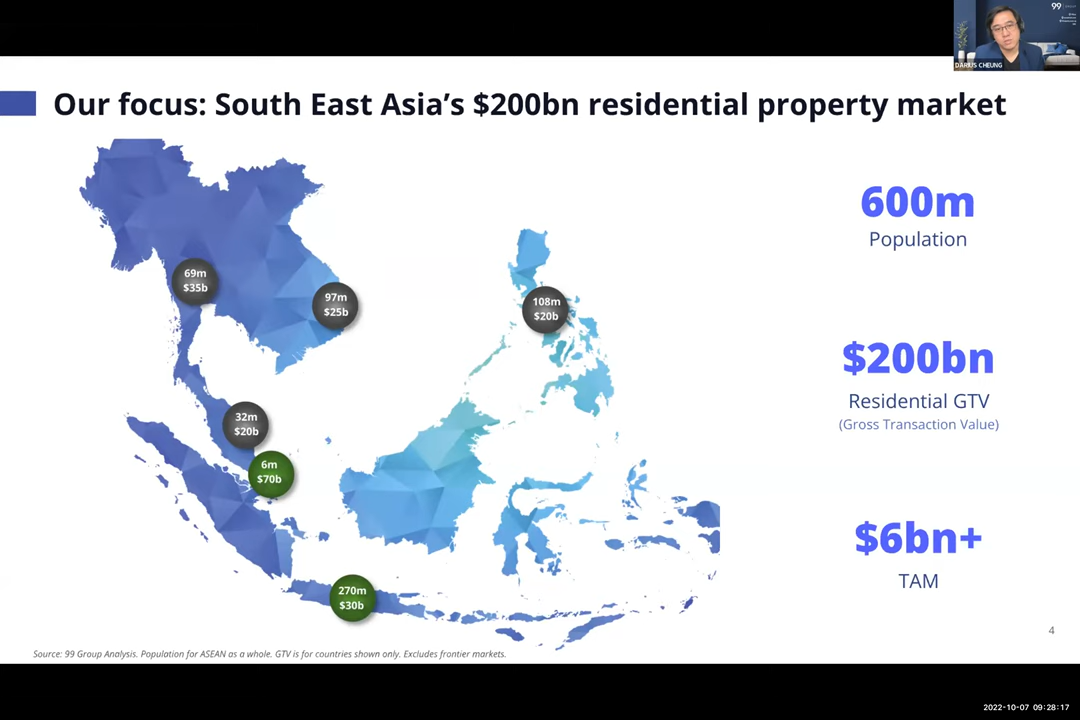 99 GROUP
DARIUS CHEUNG
Our focus: South East Asia's $200bn residential property market
600m
Population
69m
$35b
97m
$25b
108m
$20b
$200bn
Residential GTV
(Gross Transaction Value)
32m
$20b
6m
$70b
$6bn+
TAM
270m
$30b
4
Source: 99 Group Analysis. Population for ASEAN as a whole. GTV is for countries shown only. Excludes frontier markets.
2022-10-07 09:28:17